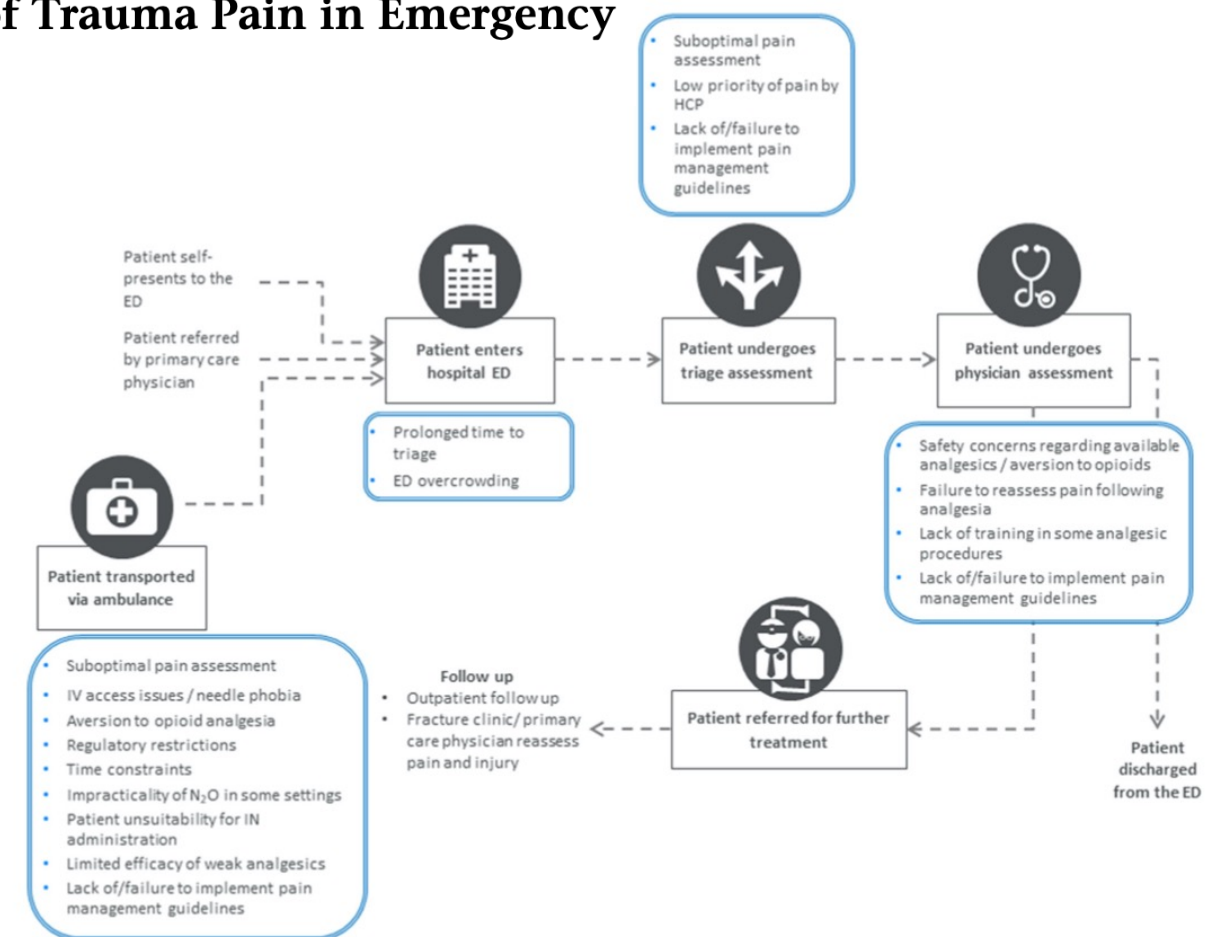 of Trauma Pain in Emergency
• Suboptimal pain
assessment
• Low priority of pain by
HCP
• Lack of/failure to
implement pain
management
guidelines
Patient self-
presents to the
ED
Patient referred
by primary care
physician
Patient enters
hospital ED
Patient undergoes
triage assessment
Patient undergoes
physician assessment
• Prolonged time to
triage
• ED overcrowding
• Safety concerns regarding available
analgesics / aversion to opioids
• Failure to reassess pain following
analgesia
• Lack of training in some analgesic
procedures
• Lack of/failure to implement pain
management guidelines
Patient transported
via ambulance
• Suboptimal pain assessment
• IV access issues / needle phobia
• Aversion to opioid analgesia
• Regulatory restrictions
• Time constraints
• Impracticality of N₂O in some settings
• Patient unsuitability for IN
administration
• Limited efficacy of weak analgesics
• Lack of/failure to implement pain
management guidelines
Follow up
• Outpatient follow up
• Fracture clinic/ primary
care physician reassess
pain and injury
Patient referred for further
treatment
Patient
discharged
from the ED